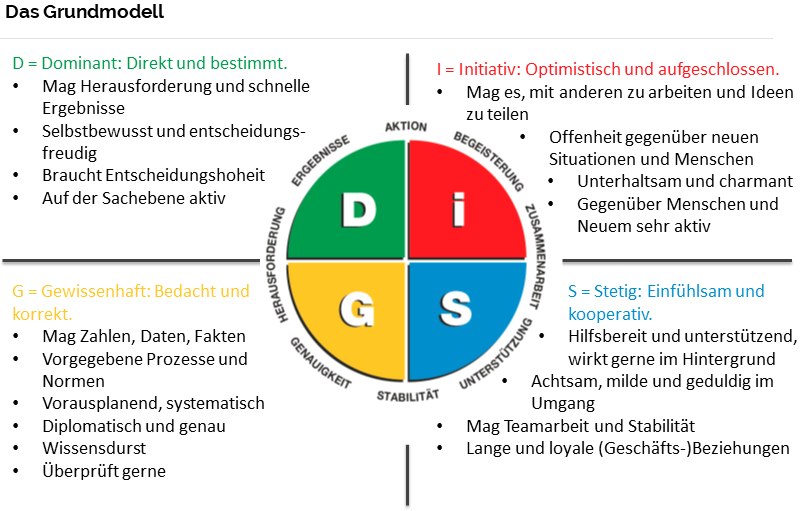 Das Grundmodell
D = Dominant: Direkt und bestimmt.
• Mag Herausforderung und schnelle
Ergebnisse
• Selbstbewusst und entscheidungs-
freudig
• Braucht Entscheidungshoheit
• Auf der Sachebene aktiv
I = Initiativ: Optimistisch und aufgeschlossen.
• Mag es, mit anderen zu arbeiten und Ideen
zu teilen
• Offenheit gegenüber neuen
Situationen und Menschen
• Unterhaltsam und charmant
• Gegenüber Menschen und
Neuem sehr aktiv
HERAUSFORDERUNG
ERGEBNISSE
AKTION
BEGEISTERUNG
ZUSAMMENARBEIT
UNTERSTÜTZUNG
STABILITÄT
GENAUIGKEIT
D
i
G
S
G = Gewissenhaft: Bedacht und
korrekt.
• Mag Zahlen, Daten, Fakten
• Vorgegebene Prozesse und
Normen
• Vorausplanend, systematisch
• Diplomatisch und genau
• Wissensdurst
• Überprüft gerne
S = Stetig: Einfühlsam und
kooperativ.
• Hilfsbereit und unterstützend,
wirkt gerne im Hintergrund
• Achtsam, milde und geduldig im
Umgang
• Mag Teamarbeit und Stabilität
• Lange und loyale (Geschäfts-)Beziehungen